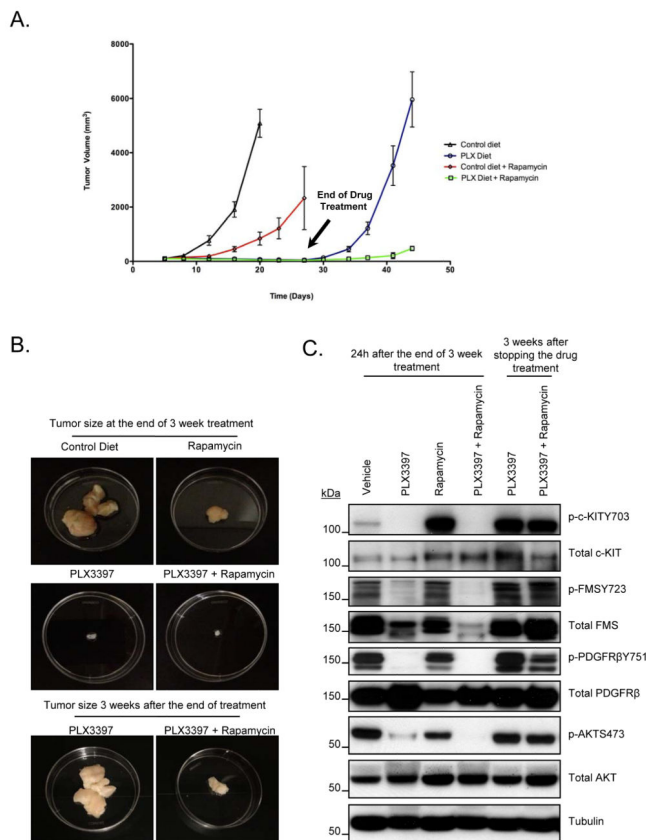 A.
8000
6000
4000
2000
0
Tumor Volume (mm³)
0 10 20 30 40 50
Time (Days)
End of Drug
Treatment
Control diet
PLX Diet
Control diet + Rapamycin
PLX Diet + Rapamycin
B.
Tumor size at the end of 3 week treatment
Control Diet Rapamycin
PLX3397 PLX3397 + Rapamycin
Tumor size 3 weeks after the end of treatment
PLX3397 PLX3397 + Rapamycin
C.
24h after the end of 3 week
treatment
3 weeks after
stopping the drug
treatment
Vehicle
PLX3397
Rapamycin
PLX3397 + Rapamycin
PLX3397
PLX3397 + Rapamycin
kDa
100 p-c-KITY703
100 Total c-KIT
150 p-FMSY723
150 Total FMS
150 p-PDGFRβY751
150 Total PDGFRβ
50 p-AKTS473
50 Total AKT
50 Tubulin